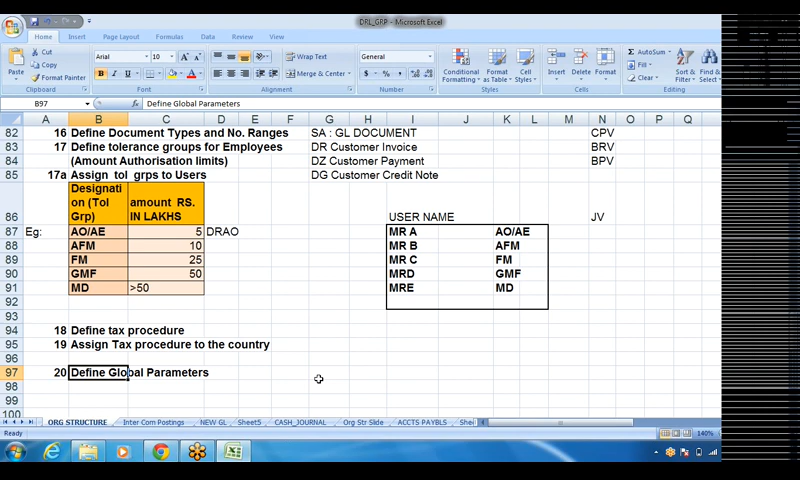 DRL_GRP - Microsoft Excel
Home Insert Page Layout Formulas Data Review View
Cut
Copy
Format Painter
Paste
Clipboard
Arial 10
B I U
Font
Wrap Text
Merge & Center
Alignment
General
Number
Conditional Formatting Format as Table Cell Styles
Styles
Insert Delete Format
Cells
AutoSum
Fill
Clear
Sort & Filter Find & Select
Editing
B97 Define Global Parameters
A B C D E F G H I J K L M N O P Q R
82 16 Define Document Types and No. Ranges SA : GL DOCUMENT CPV
83 17 Define tolerance groups for Employees DR Customer Invoice BRV
84 (Amount Authorisation limits) DZ Customer Payment BPV
85 17a Assign tol grps to Users DG Customer Credit Note
Designati
on (Tol amount RS.
86 Grp) IN LAKHS USER NAME JV
87 Eg: AO/AE 5 DRAO MR A AO/AE
88 AFM 10 MR B AFM
89 FM 25 MR C FM
90 GMF 50 MRD GMF
91 MD >50 MRE MD
92
93
94 18 Define tax procedure
95 19 Assign Tax procedure to the country
96
97 20 Define Global Parameters
98
99
100
ORG STRUCTURE Inter Com Postings NEW GL Sheet5 CASH_JOURNAL Org Str Slide ACCTS PAYBLS Shei
Ready 140%